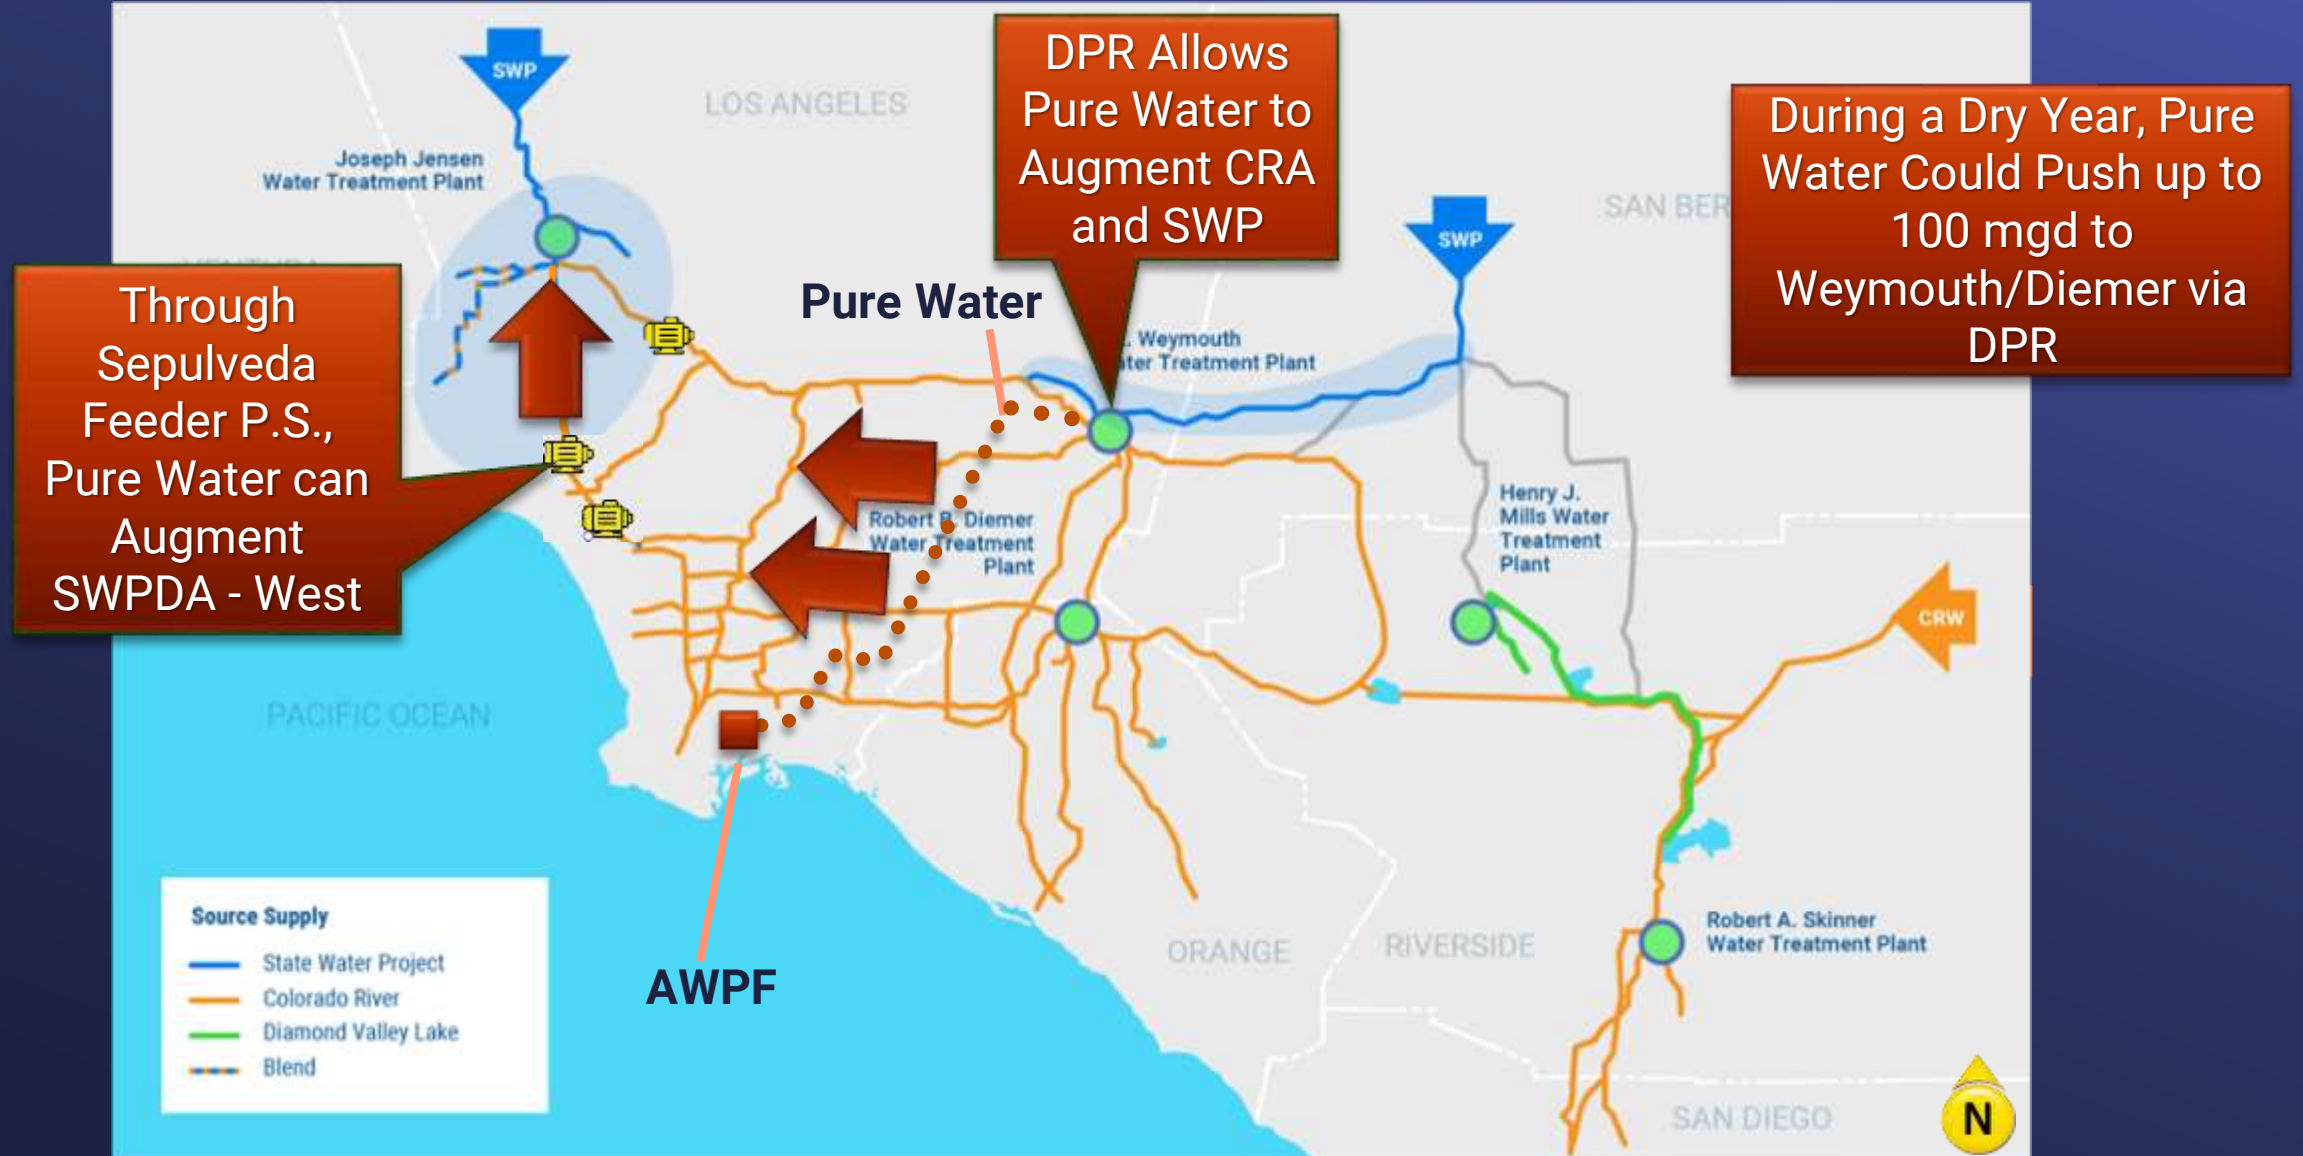 SWP
LOS ANGELES
Joseph Jensen
Water Treatment Plant
DPR Allows
Pure Water to
Augment CRA
and SWP
During a Dry Year, Pure
Water Could Push up to
100 mgd to
Weymouth/Diemer via
DPR
SAN BER
SWP
VENTURA
Through
Sepulveda
Feeder P.S.,
Pure Water can
Augment
SWPDA - West
Pure Water
. Weymouth
ter Treatment Plant
Robert B. Diemer
Water Treatment
Plant
Henry J.
Mills Water
Treatment
Plant
CRW
PACIFIC OCEAN
AWPF
Source Supply
State Water Project
Colorado River
Diamond Valley Lake
Blend
ORANGE
RIVERSIDE
Robert A. Skinner
Water Treatment Plant
SAN DIEGO
N